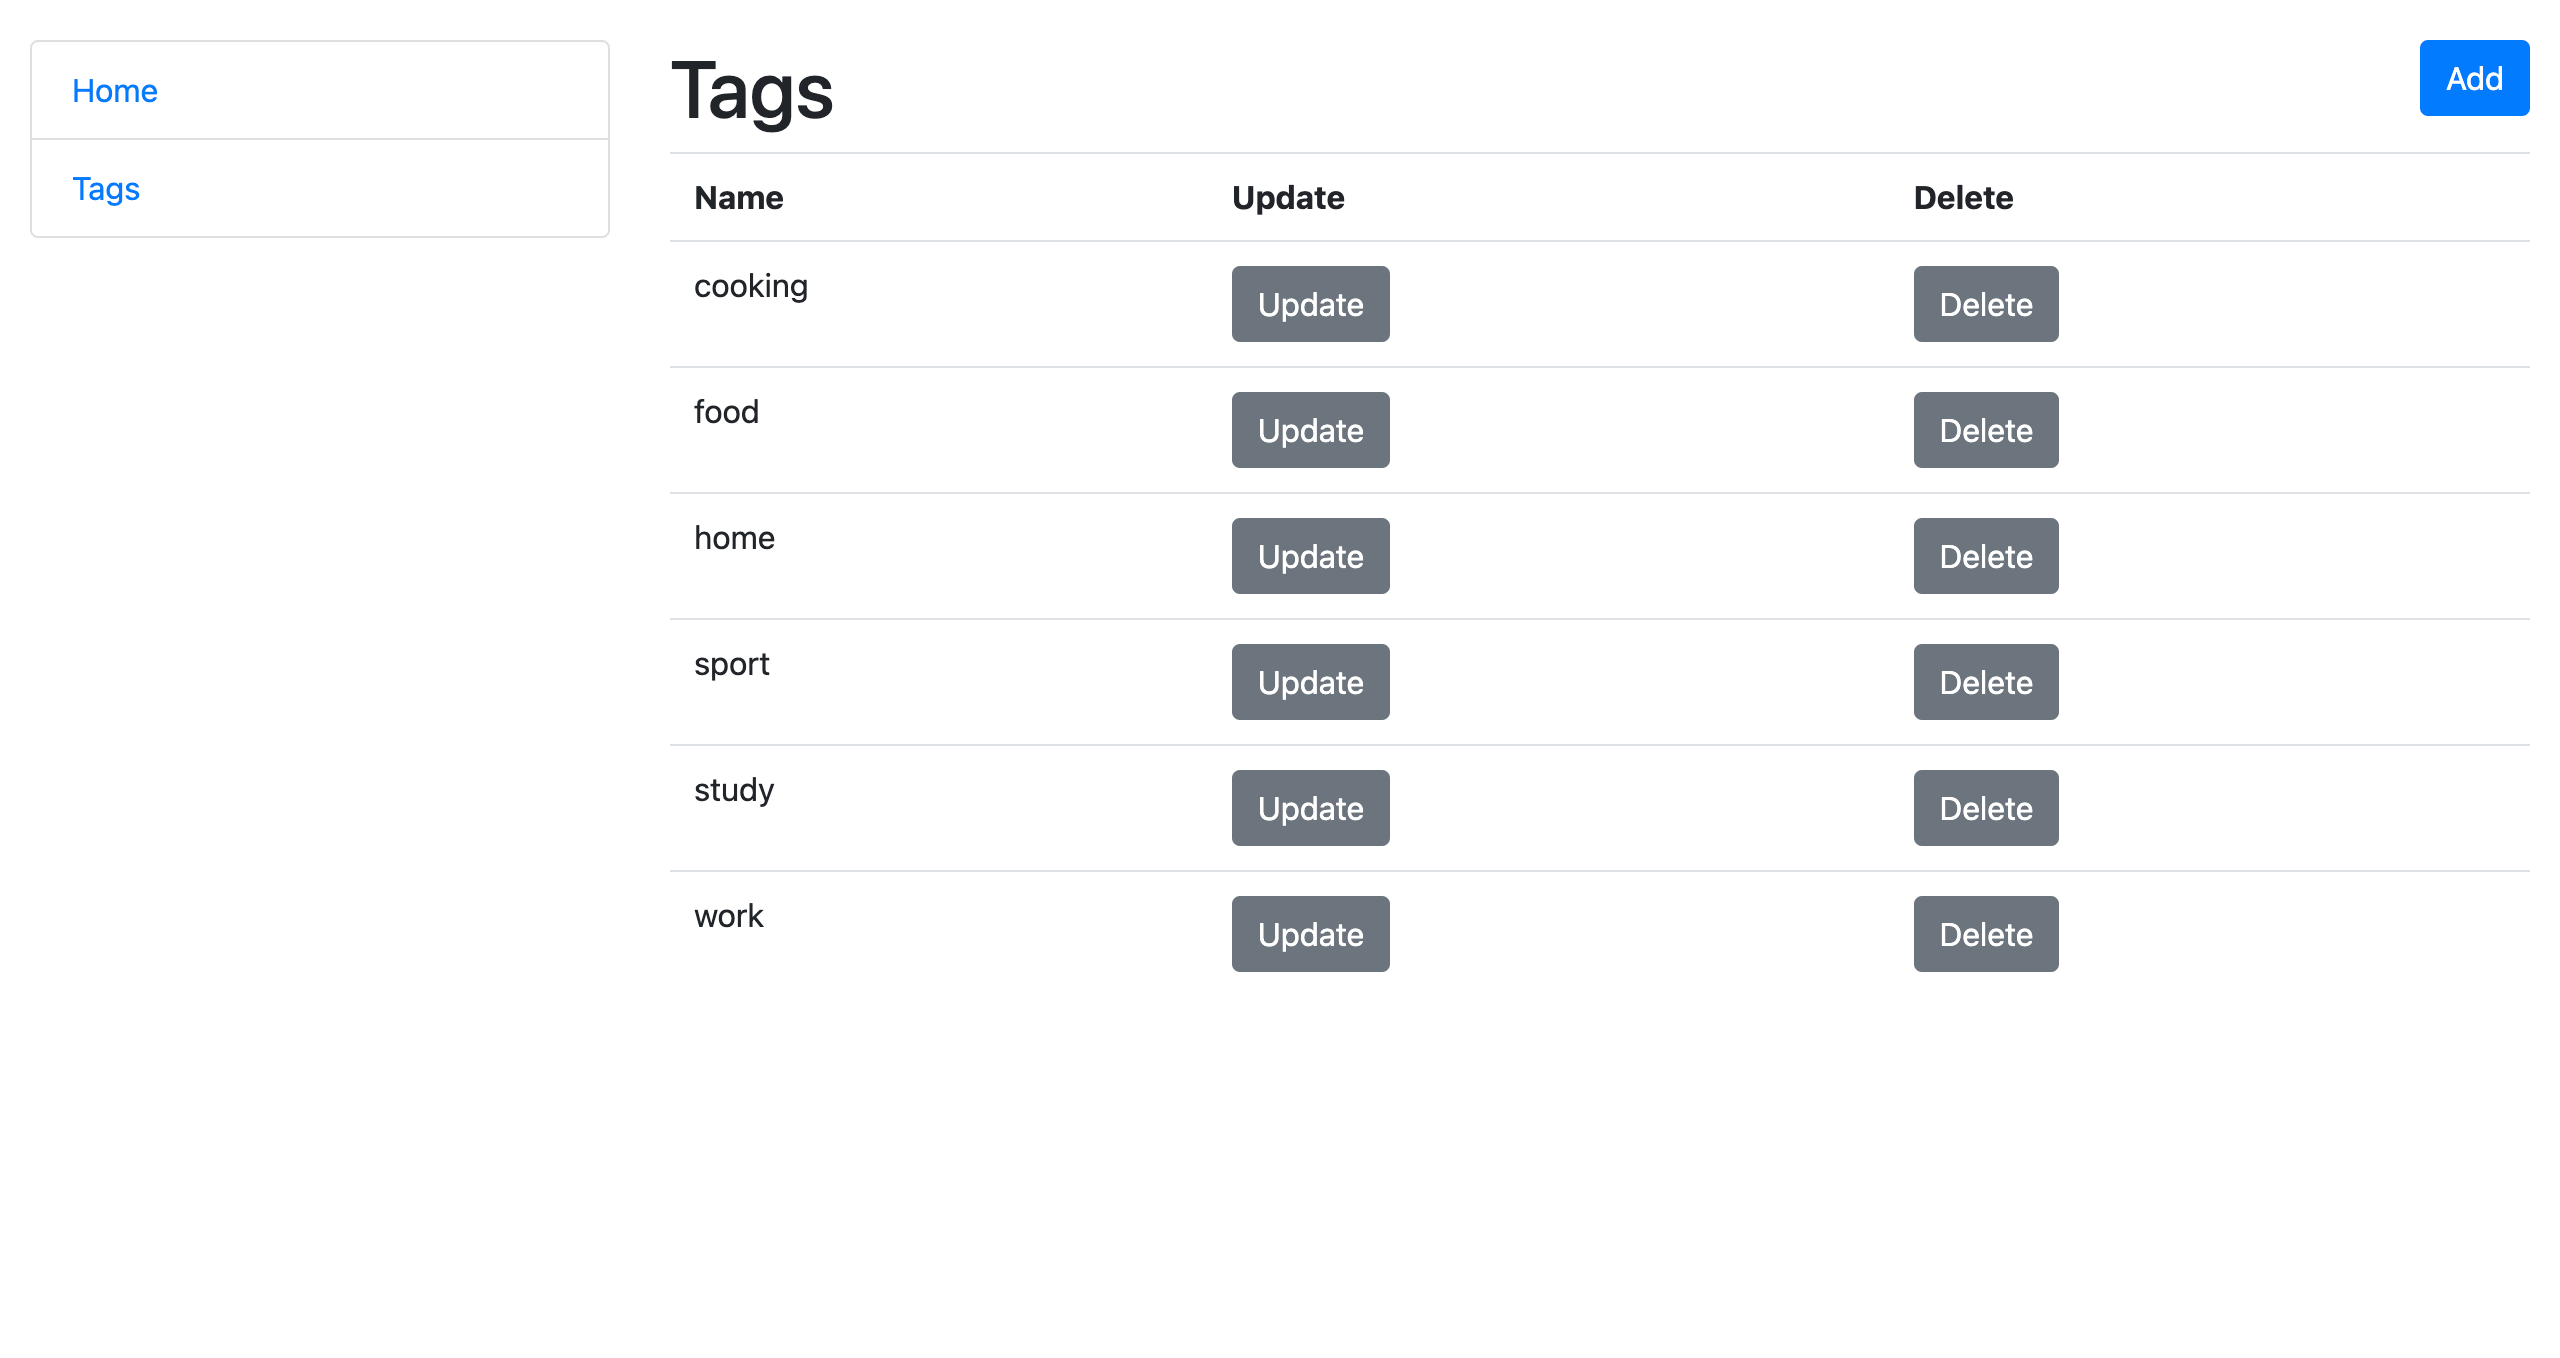 Home
Tags
Tags
Add
Name Update Delete
cooking Update Delete
food Update Delete
home Update Delete
sport Update Delete
study Update Delete
work Update Delete